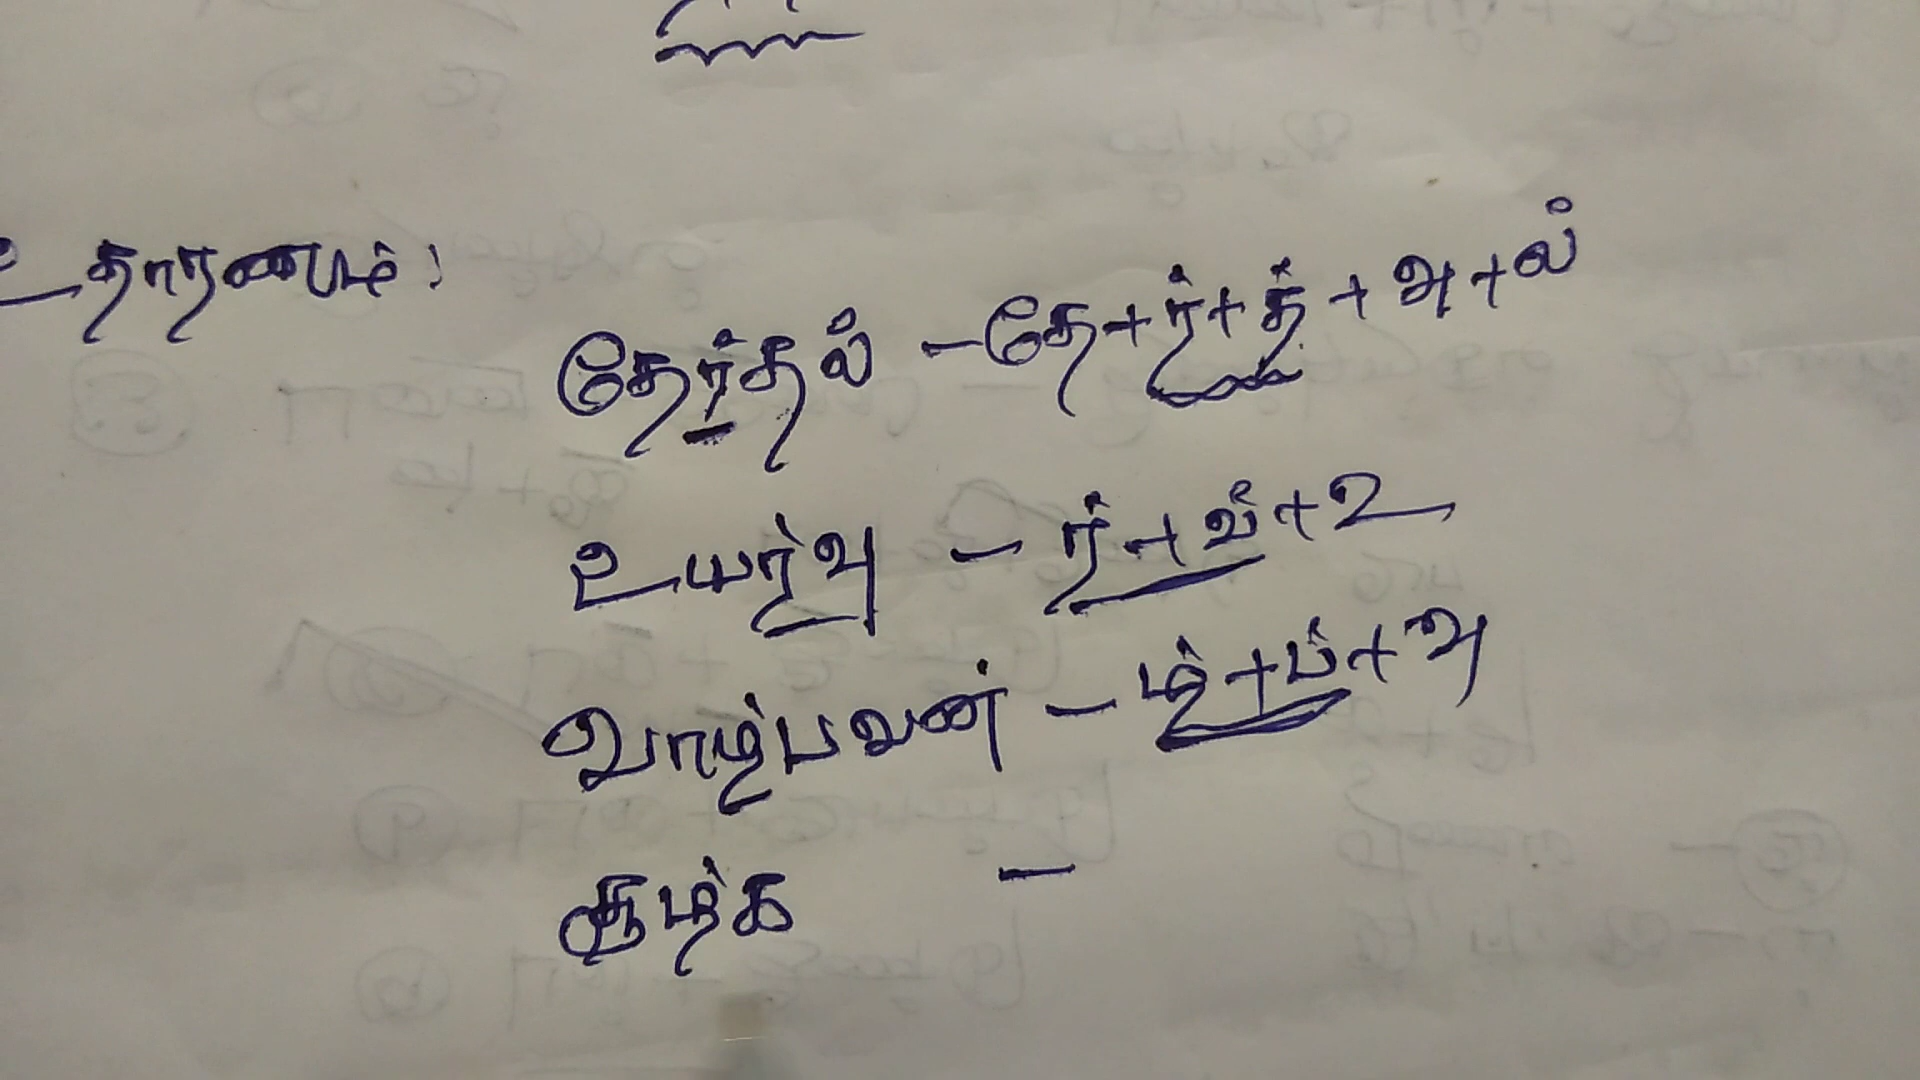 உதாரணம்:
தேர்தல் - தே+ர்+த்+அ+ல்
உயர்வு - ர்+வ்+உ
வாழ்பவன் - ழ்+ப்+அ
சூழ்க -